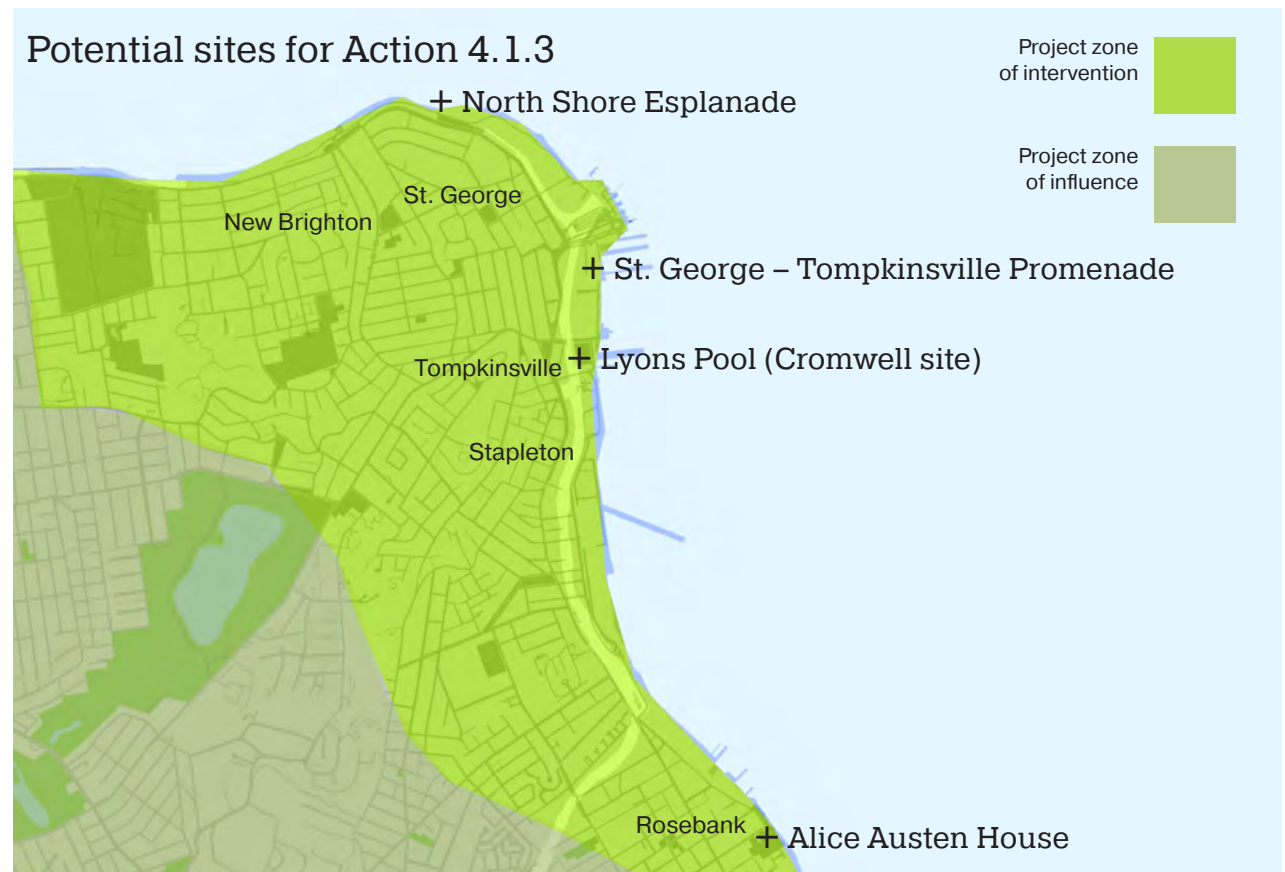 Potential sites for Action 4.1.3
Project zone
of intervention
Project zone
of influence
North Shore Esplanade
St. George
New Brighton
St. George – Tompkinsville Promenade
Lyons Pool (Cromwell site)
Tompkinsville
Stapleton
Rosebank
Alice Austen House